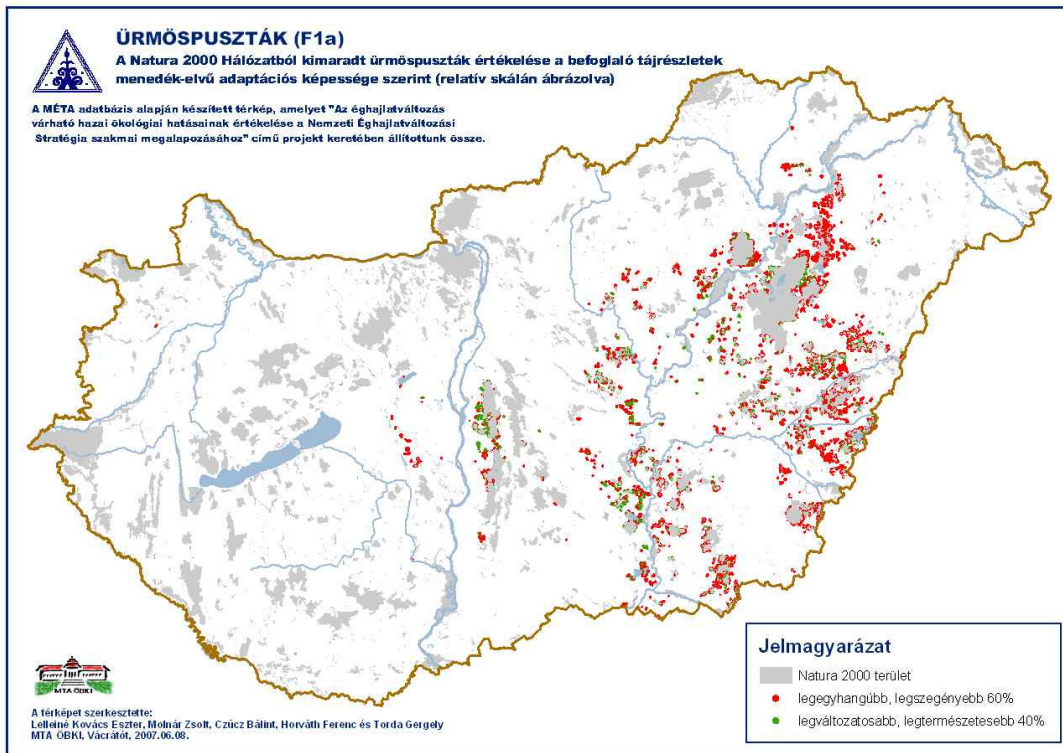 ÜRMÖSPUSZTÁK (F1a)
A Natura 2000 Hálózatból kimaradt ürmöspuszták értékelése a befoglaló tájrészletek
menedék-elvű adaptációs képessége szerint (relatív skálán ábrázolva)
A MÉTA adatbázis alapján készített térkép, amelyet "Az éghajlatváltozás
várható hazai ökológiai hatásainak értékelése a Nemzeti Éghajlatváltozási
Stratégia szakmai megalapozásához" című projekt keretében állítottunk össze.
Jelmagyarázat
Natura 2000 terület
legegyhangúbb, legszegényebb 60%
legváltozatosabb, legtermészetesebb 40%
MTA ÖBKI
A térképet szerkesztette:
Lelleiné Kovács Eszter, Molnár Zsolt, Czúcz Bálint, Horváth Ferenc és Torda Gergely
MTA ÖBKI, Vácrátót, 2007.06.08.